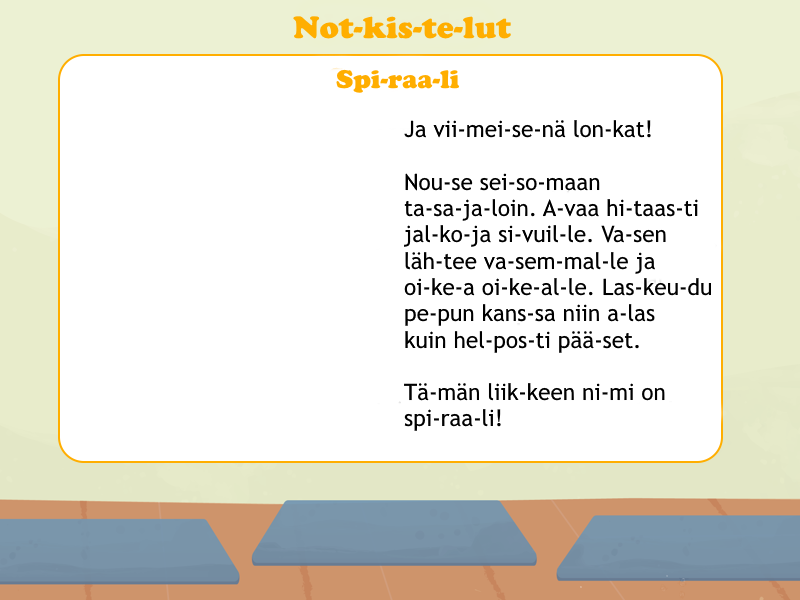 Not-kis-te-lut
Spi-raa-li
Ja vii-mei-se-nä lon-kat!
Nou-se sei-so-maan
ta-sa-ja-loin. A-vaa hi-taas-ti
jal-ko-ja si-vuil-le. Va-sen
läh-tee va-sem-mal-le ja
oi-ke-a oi-ke-al-le. Las-keu-du
pe-pun kans-sa niin a-las
kuin hel-pos-ti pää-set.
Tä-män liik-keen ni-mi on
spi-raa-li!